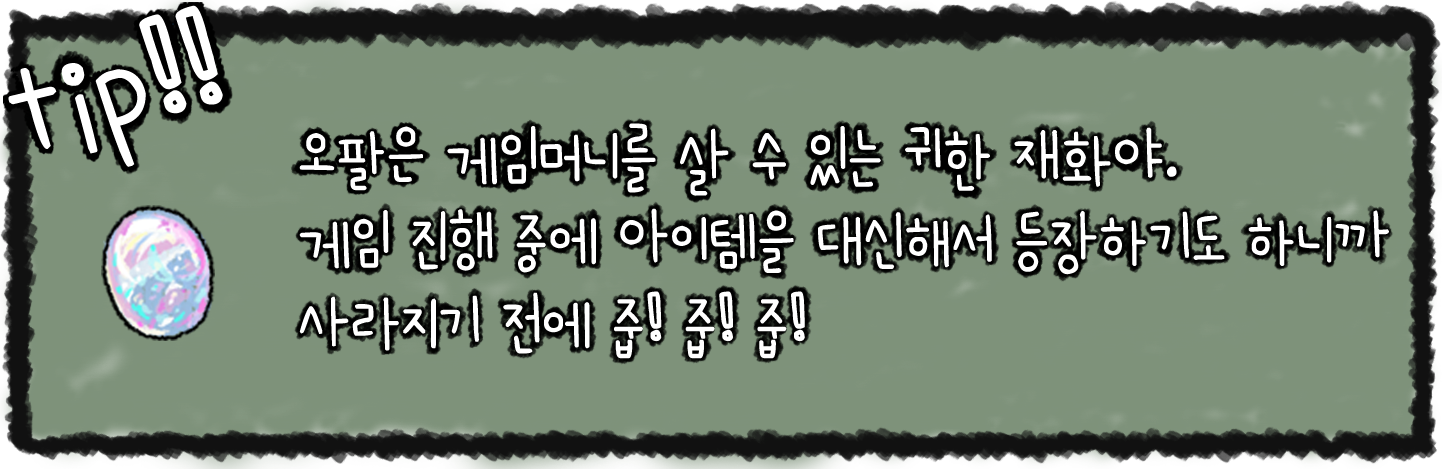 tip!!
오팔은 게임머니를 살 수 있는 귀한 재화야.
게임 진행 중에 아이템을 대신해서 등장하기도 하니까
사라지기 전에 줍! 줍! 줍!